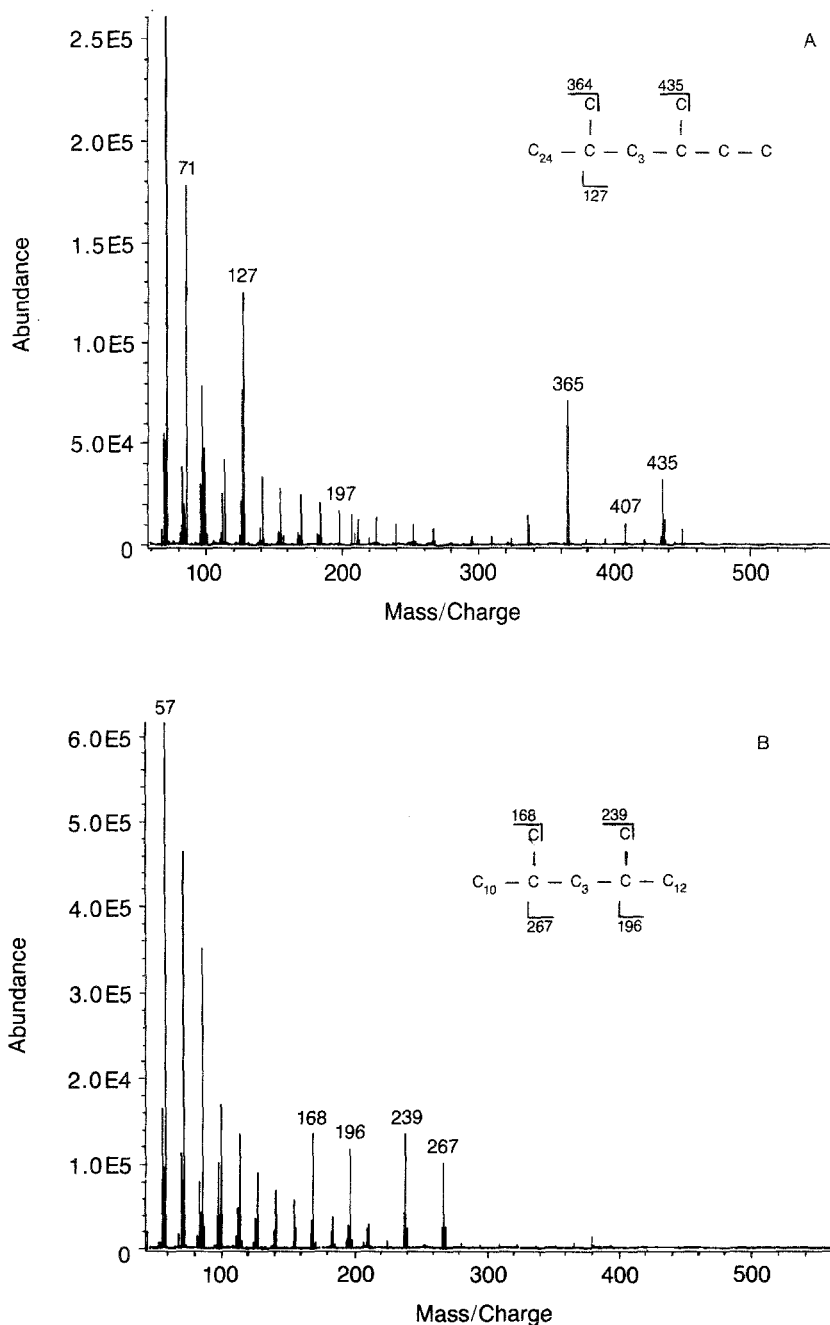 A
2.5E5
2.0E5
1.5E5
1.0E5
5.0E4
0
Abundance
71
127
197
365
407
435
364 435
C C
C24 — C — C3 — C — C — C
127
100 200 300 400 500
Mass/Charge
B
57
6.0E5
5.0E5
4.0E5
3.0E5
2.0E4
1.0E5
0
Abundance
168 196 239 267
168 239
C C
C10 — C — C3 — C — C12
267 196
100 200 300 400 500
Mass/Charge